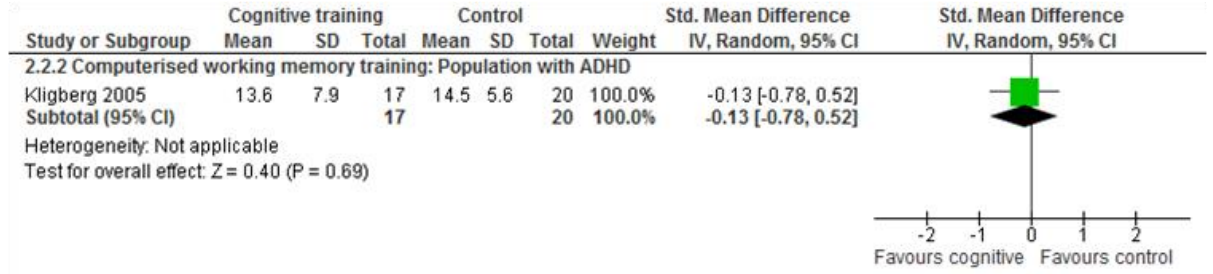 Cognitive training Control Std. Mean Difference Std. Mean Difference
Study or Subgroup Mean SD Total Mean SD Total Weight IV, Random, 95% CI IV, Random, 95% CI
2.2.2 Computerised working memory training: Population with ADHD
Kligberg 2005 13.6 7.9 17 14.5 5.6 20 100.0% -0.13 [-0.78, 0.52]
Subtotal (95% CI) 17 20 100.0% -0.13 [-0.78, 0.52]
Heterogeneity: Not applicable
Test for overall effect: Z = 0.40 (P = 0.69)
-2 -1 0 1 2
Favours cognitive Favours control